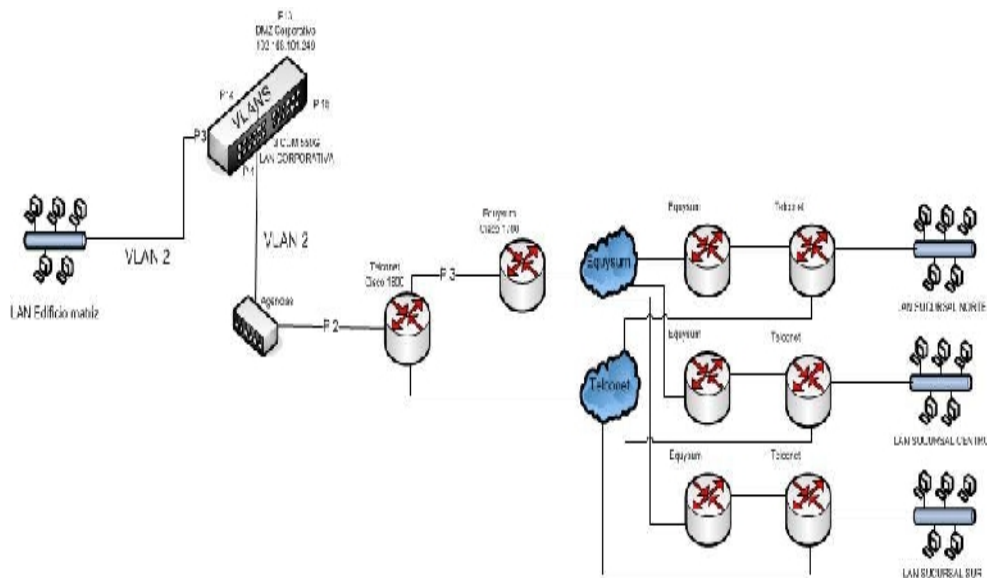 DMZ Corporativo
P14
VLANS
P3
LAN CORPORATIVA
VLAN 2
LAN Edificio matriz
VLAN 2
Agencias
P 2
Telconet
Cisco 1800
P 3
Equysum
Cisco 1700
Equysum
Telconet
Equysum
Telconet
LAN SUCURSAL NORTE
Equysum
Telconet
LAN SUCURSAL CENTRO
Equysum
Telconet
LAN SUCURSAL SUR